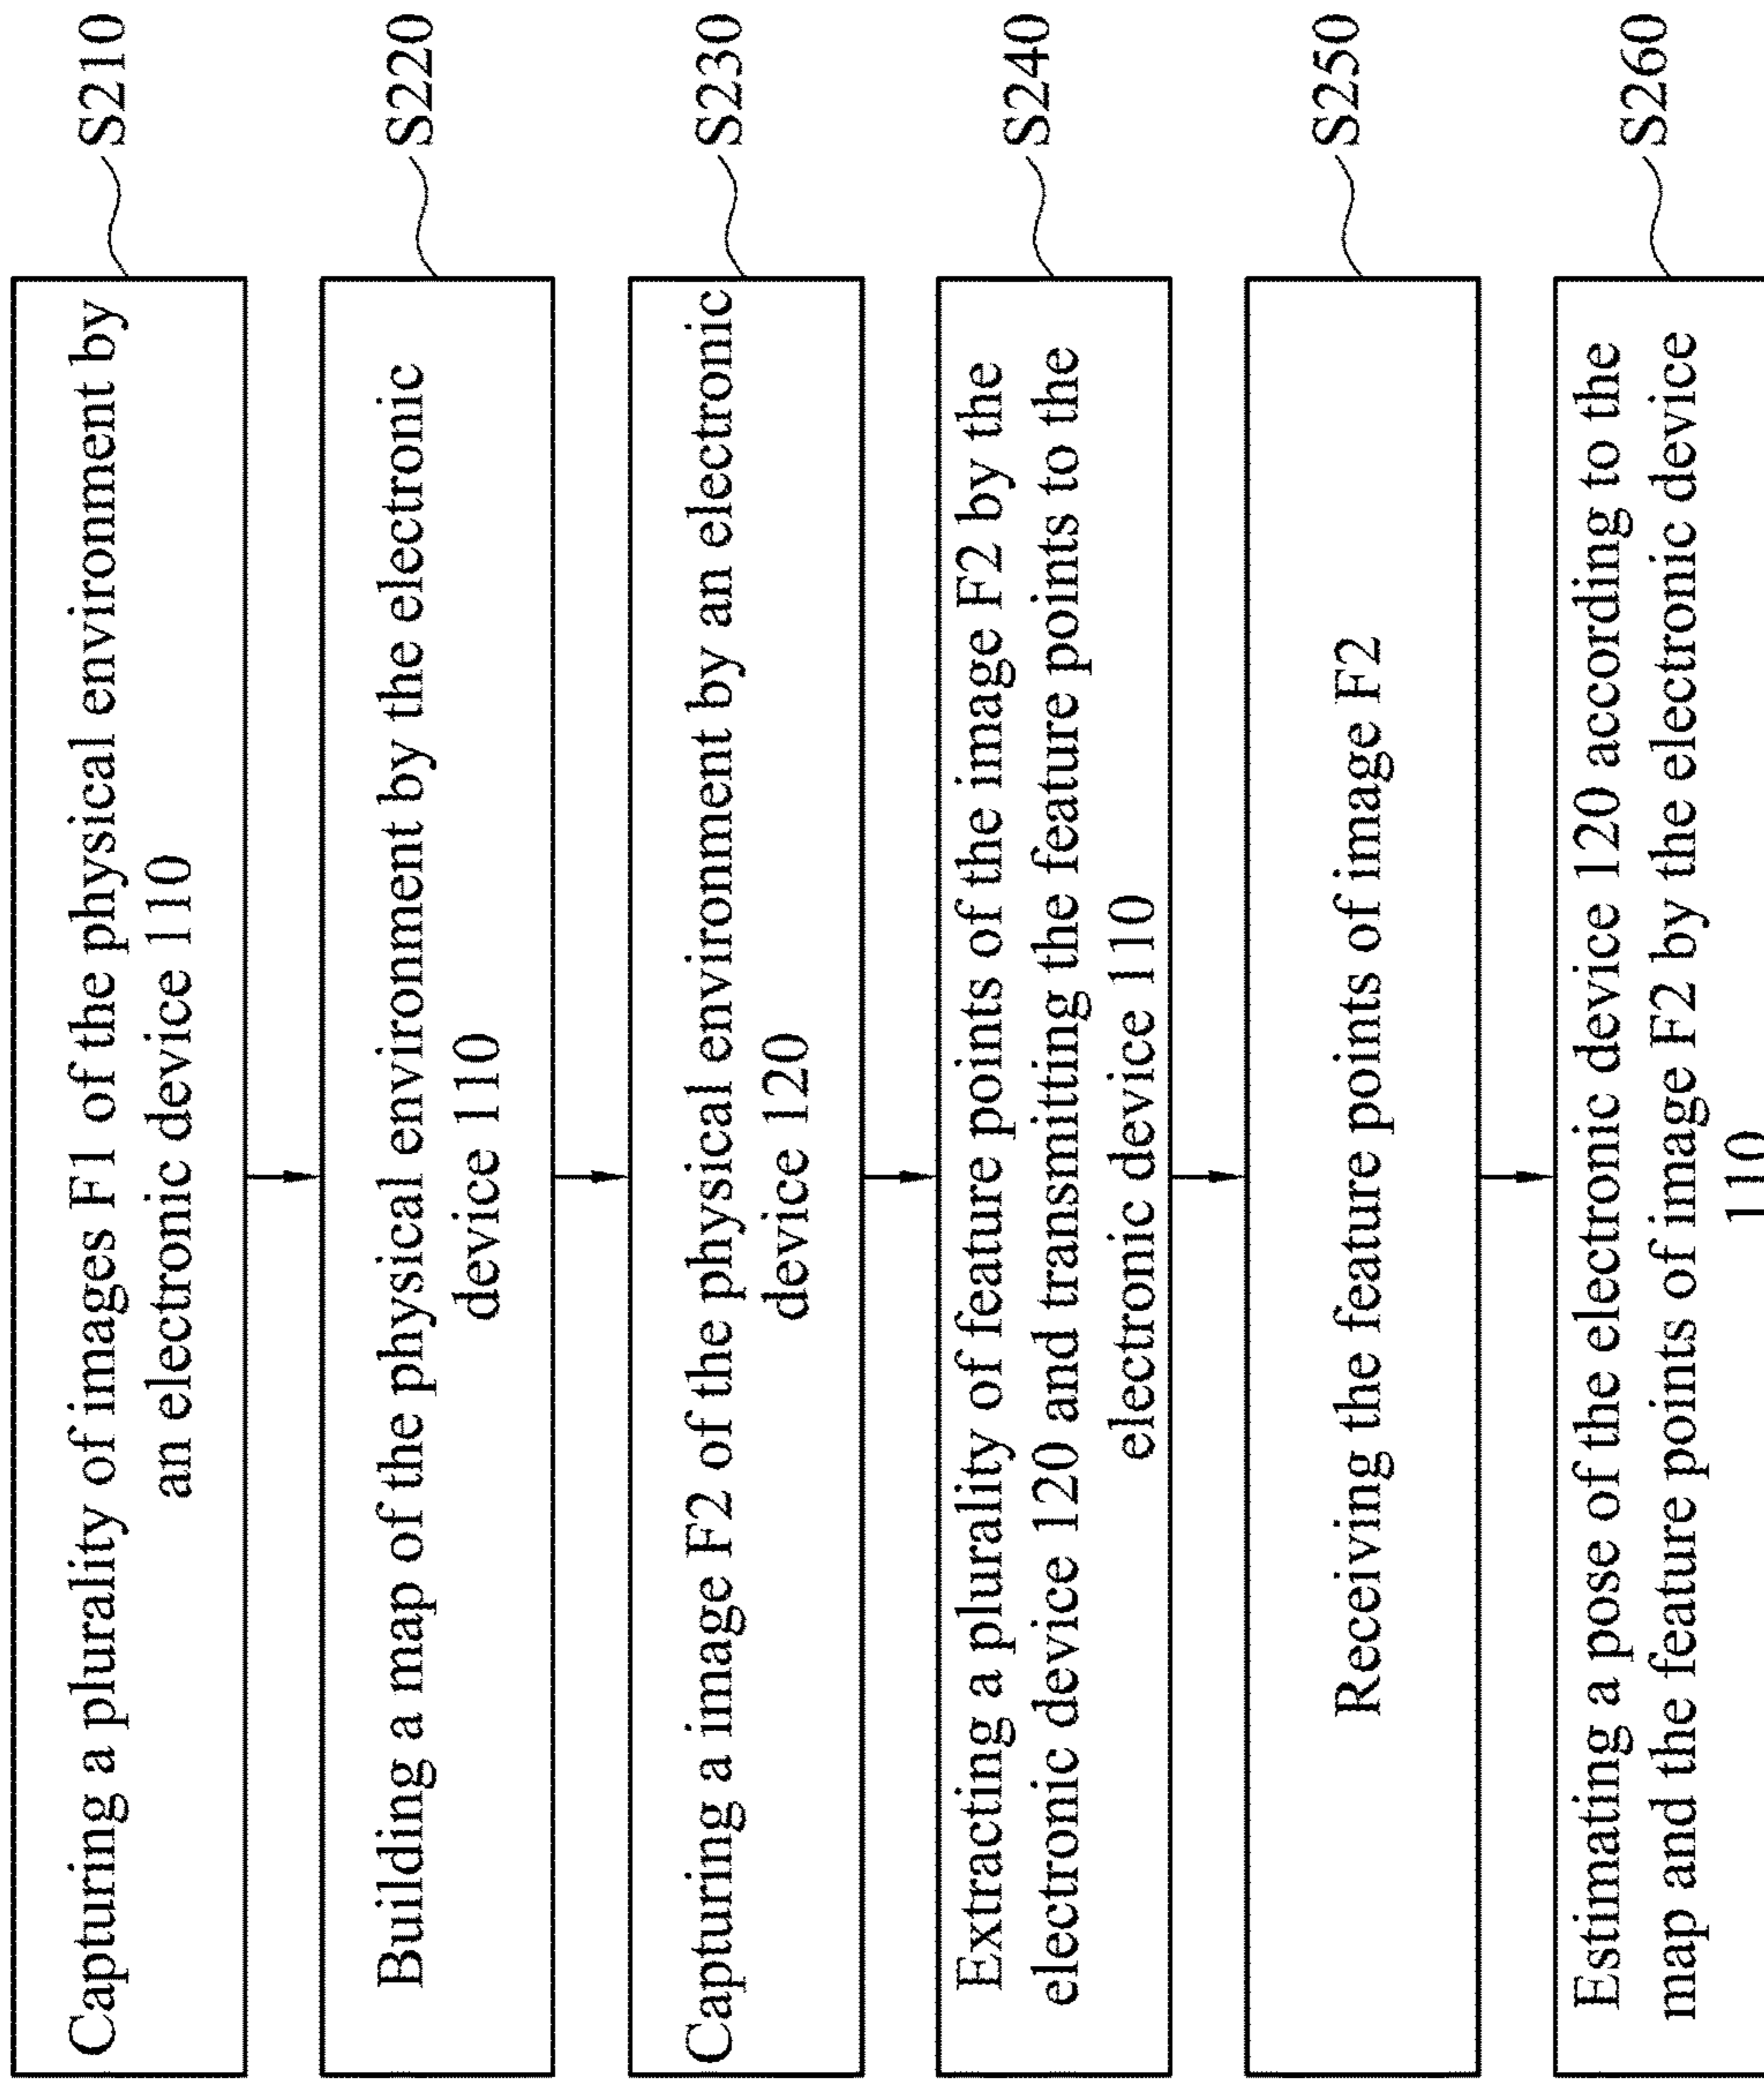 Capturing a plurality of images F1 of the physical environment by
an electronic device 110
S210
Building a map of the physical environment by the electronic
device 110
S220
Capturing a image F2 of the physical environment by an electronic
device 120
S230
Extracting a plurality of feature points of the image F2 by the
electronic device 120 and transmitting the feature points to the
electronic device 110
S240
Receiving the feature points of image F2
S250
Estimating a pose of the electronic device 120 according to the
map and the feature points of image F2 by the electronic device
110
S260